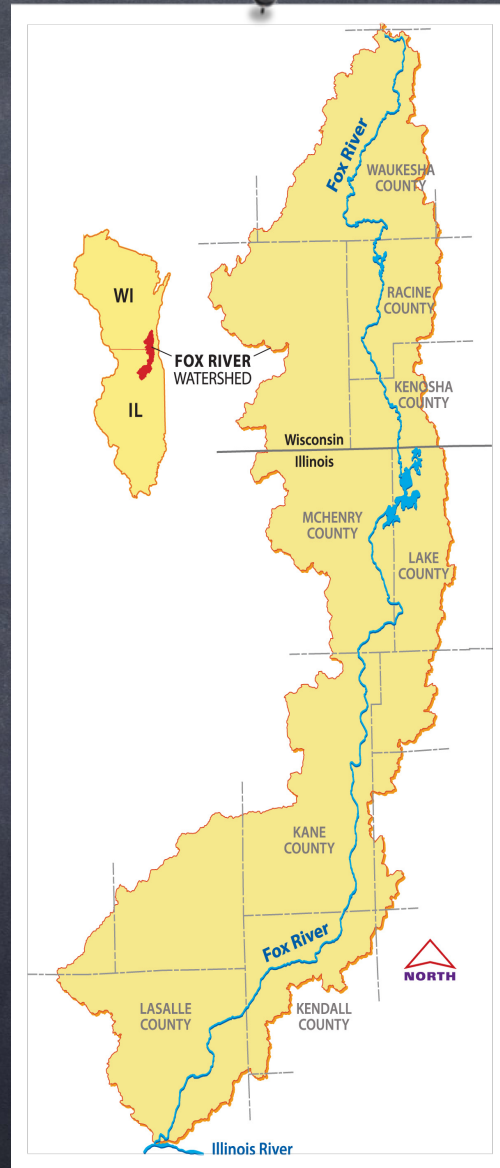 Fox River
WAUKESHA
COUNTY
WI
RACINE
COUNTY
FOX RIVER
WATERSHED
KENOSHA
COUNTY
IL
Wisconsin
Illinois
MCHENRY
COUNTY
LAKE
COUNTY
KANE
COUNTY
Fox River
NORTH
LASALLE
COUNTY
KENDALL
COUNTY
Illinois River